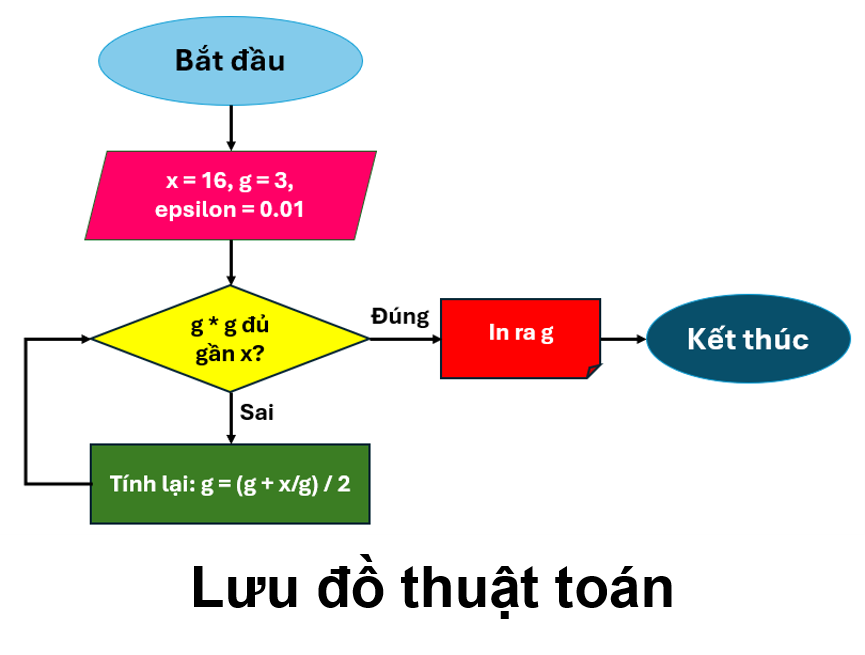 Bắt đầu
x = 16, g = 3,
epsilon = 0.01
g * g đủ
gần x?
Đúng
In ra g
Kết thúc
Sai
Tính lại: g = (g + x/g) / 2
Lưu đồ thuật toán